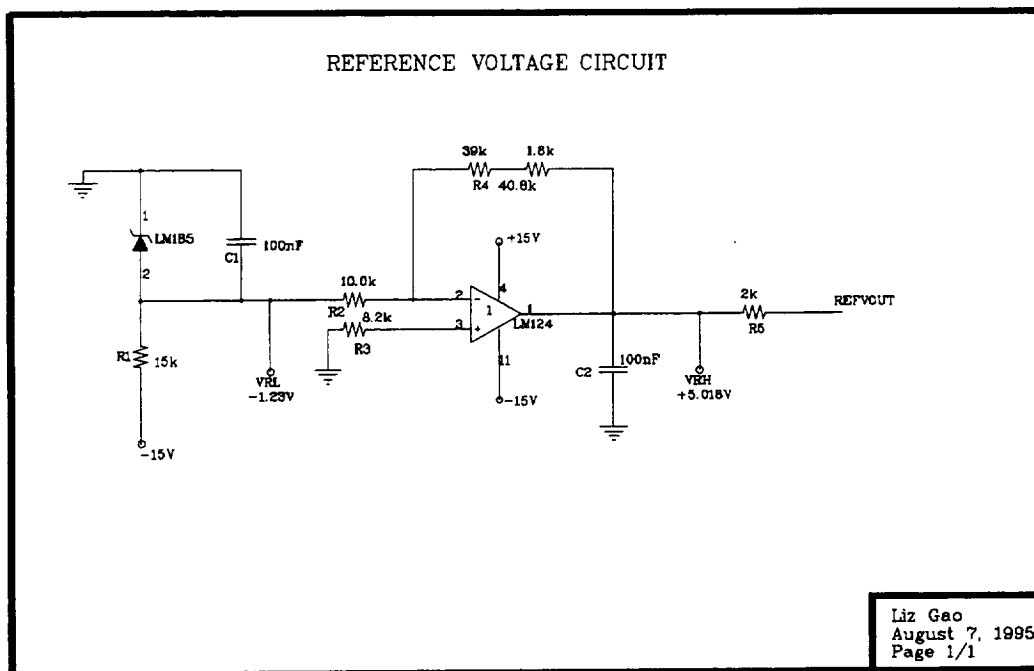 REFERENCE VOLTAGE CIRCUIT
39k
1.8k
R4
40.8k
1
LM185
2
C1
100nF
+15V
4
10.0k
R2
2
-
1
1
LM124
8.2k
R3
3
+
11
-15V
R1
15k
-15V
VRL
-1.23V
C2
100nF
VRH
+5.018V
2k
R5
REFVOUT
Liz Gao
August 7, 1995
Page 1/1